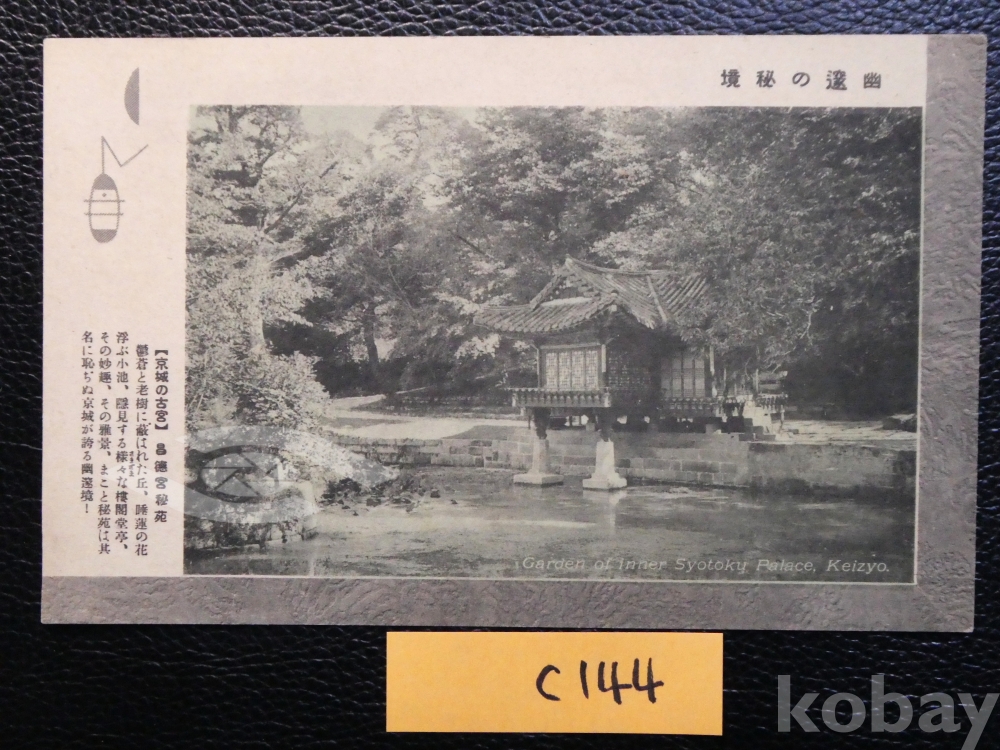 幽邃の秘境
【京城の古宮】 昌德宮秘苑
鬱蒼と老樹に蔽はれた丘、睡蓮の花
浮ぶ小池、隱見する樣々な樓閣堂亭、
その妙趣、その雅景、まこと秘苑は其
名に恥ぢぬ京城が誇る幽邃境！
Garden of Inner Syotoku Palace, Keizyo.
C144
kobay